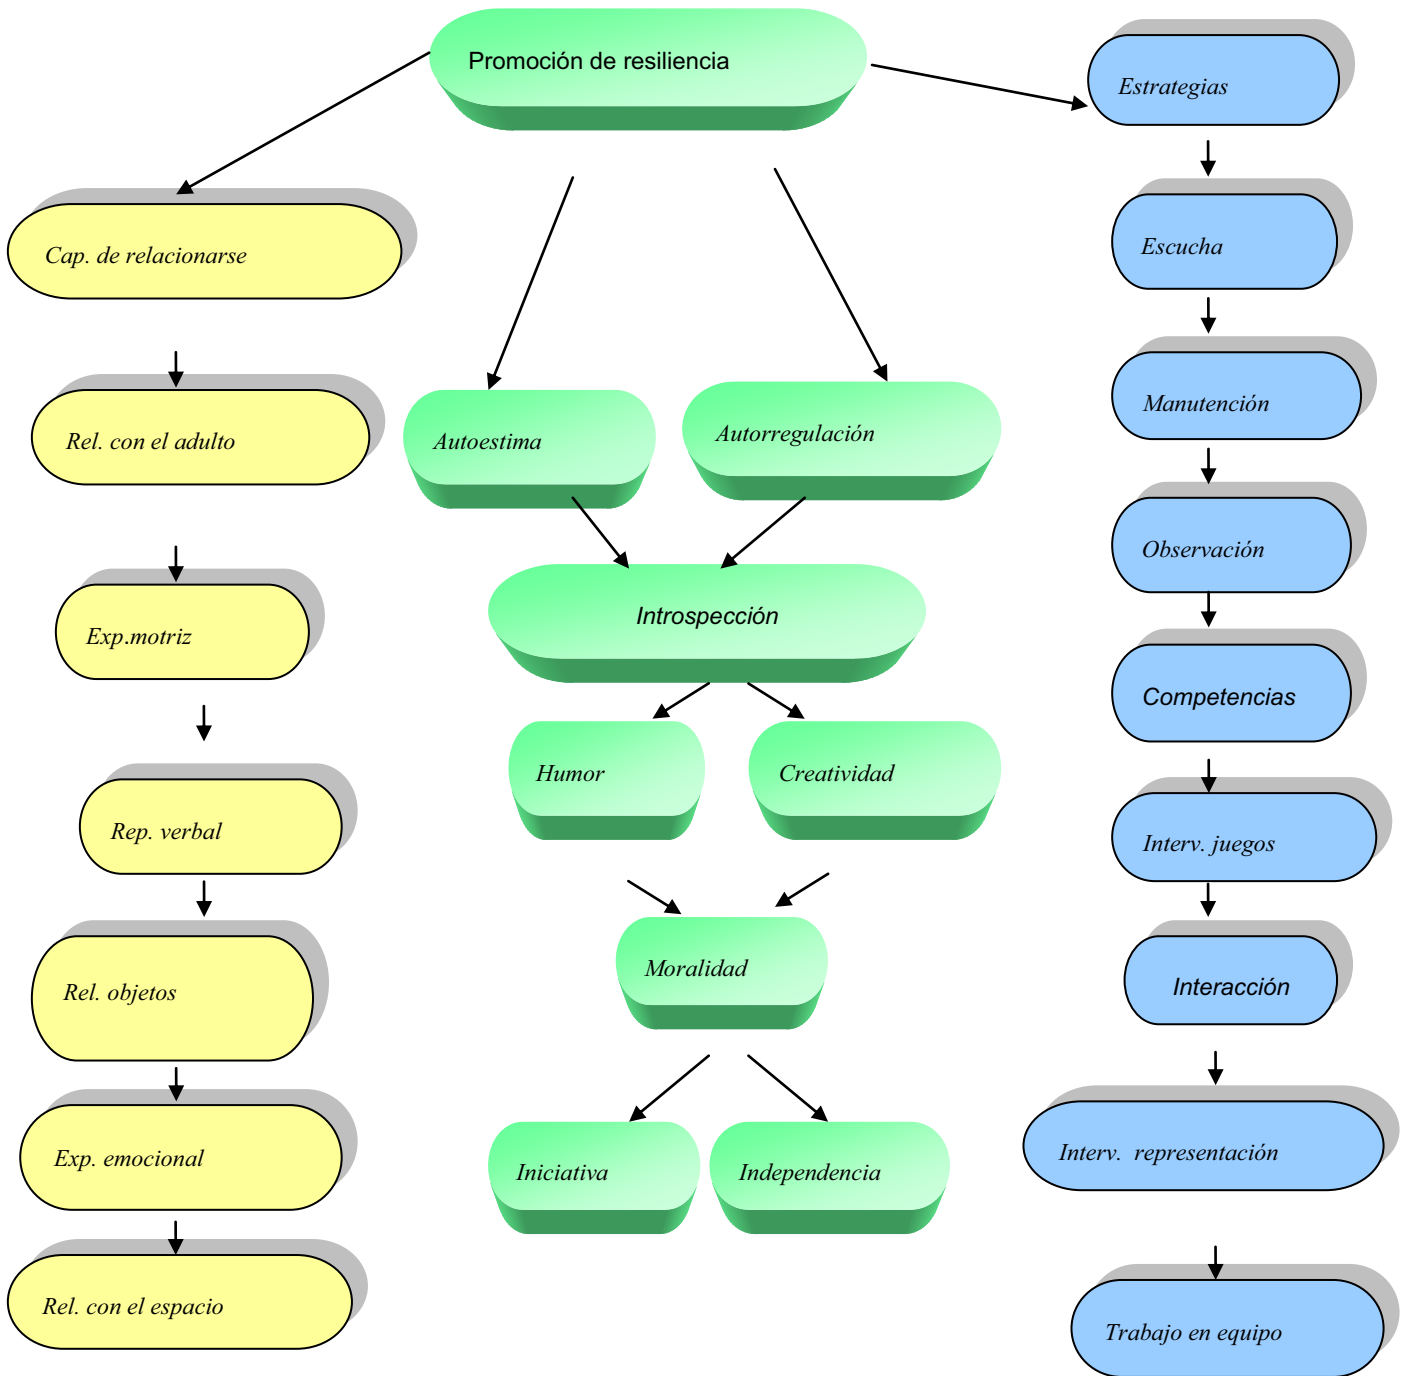 Promoción de resiliencia
Estrategias
Cap. de relacionarse
Escucha
Rel. con el adulto
Autoestima
Autorregulación
Manutención
Observación
Exp.motriz
Introspección
Competencias
Rep. verbal
Humor
Creatividad
Interv. juegos
Rel. objetos
Moralidad
Interacción
Exp. emocional
Iniciativa
Independencia
Interv. representación
Rel. con el espacio
Trabajo en equipo